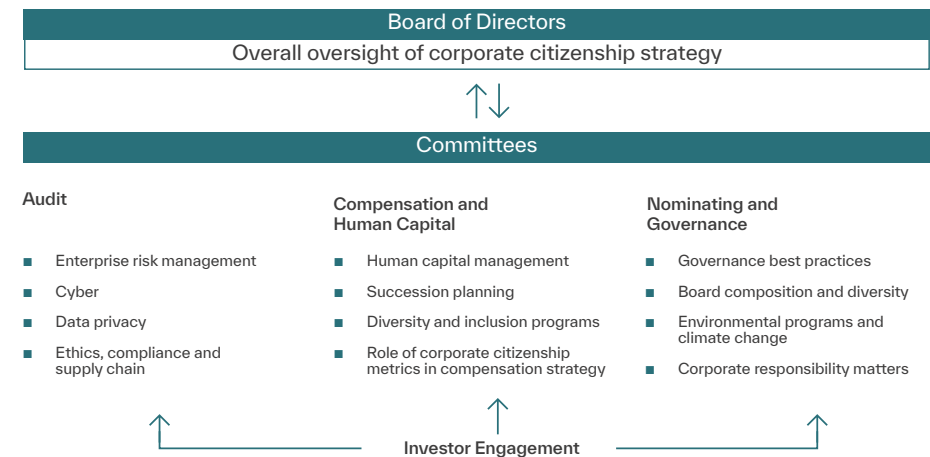 Board of Directors
Overall oversight of corporate citizenship strategy
Committees
Audit
Enterprise risk management
Cyber
Data privacy
Ethics, compliance and
supply chain
Compensation and
Human Capital
Human capital management
Succession planning
Diversity and inclusion programs
Role of corporate citizenship
metrics in compensation strategy
Nominating and
Governance
Governance best practices
Board composition and diversity
Environmental programs and
climate change
Corporate responsibility matters
Investor Engagement